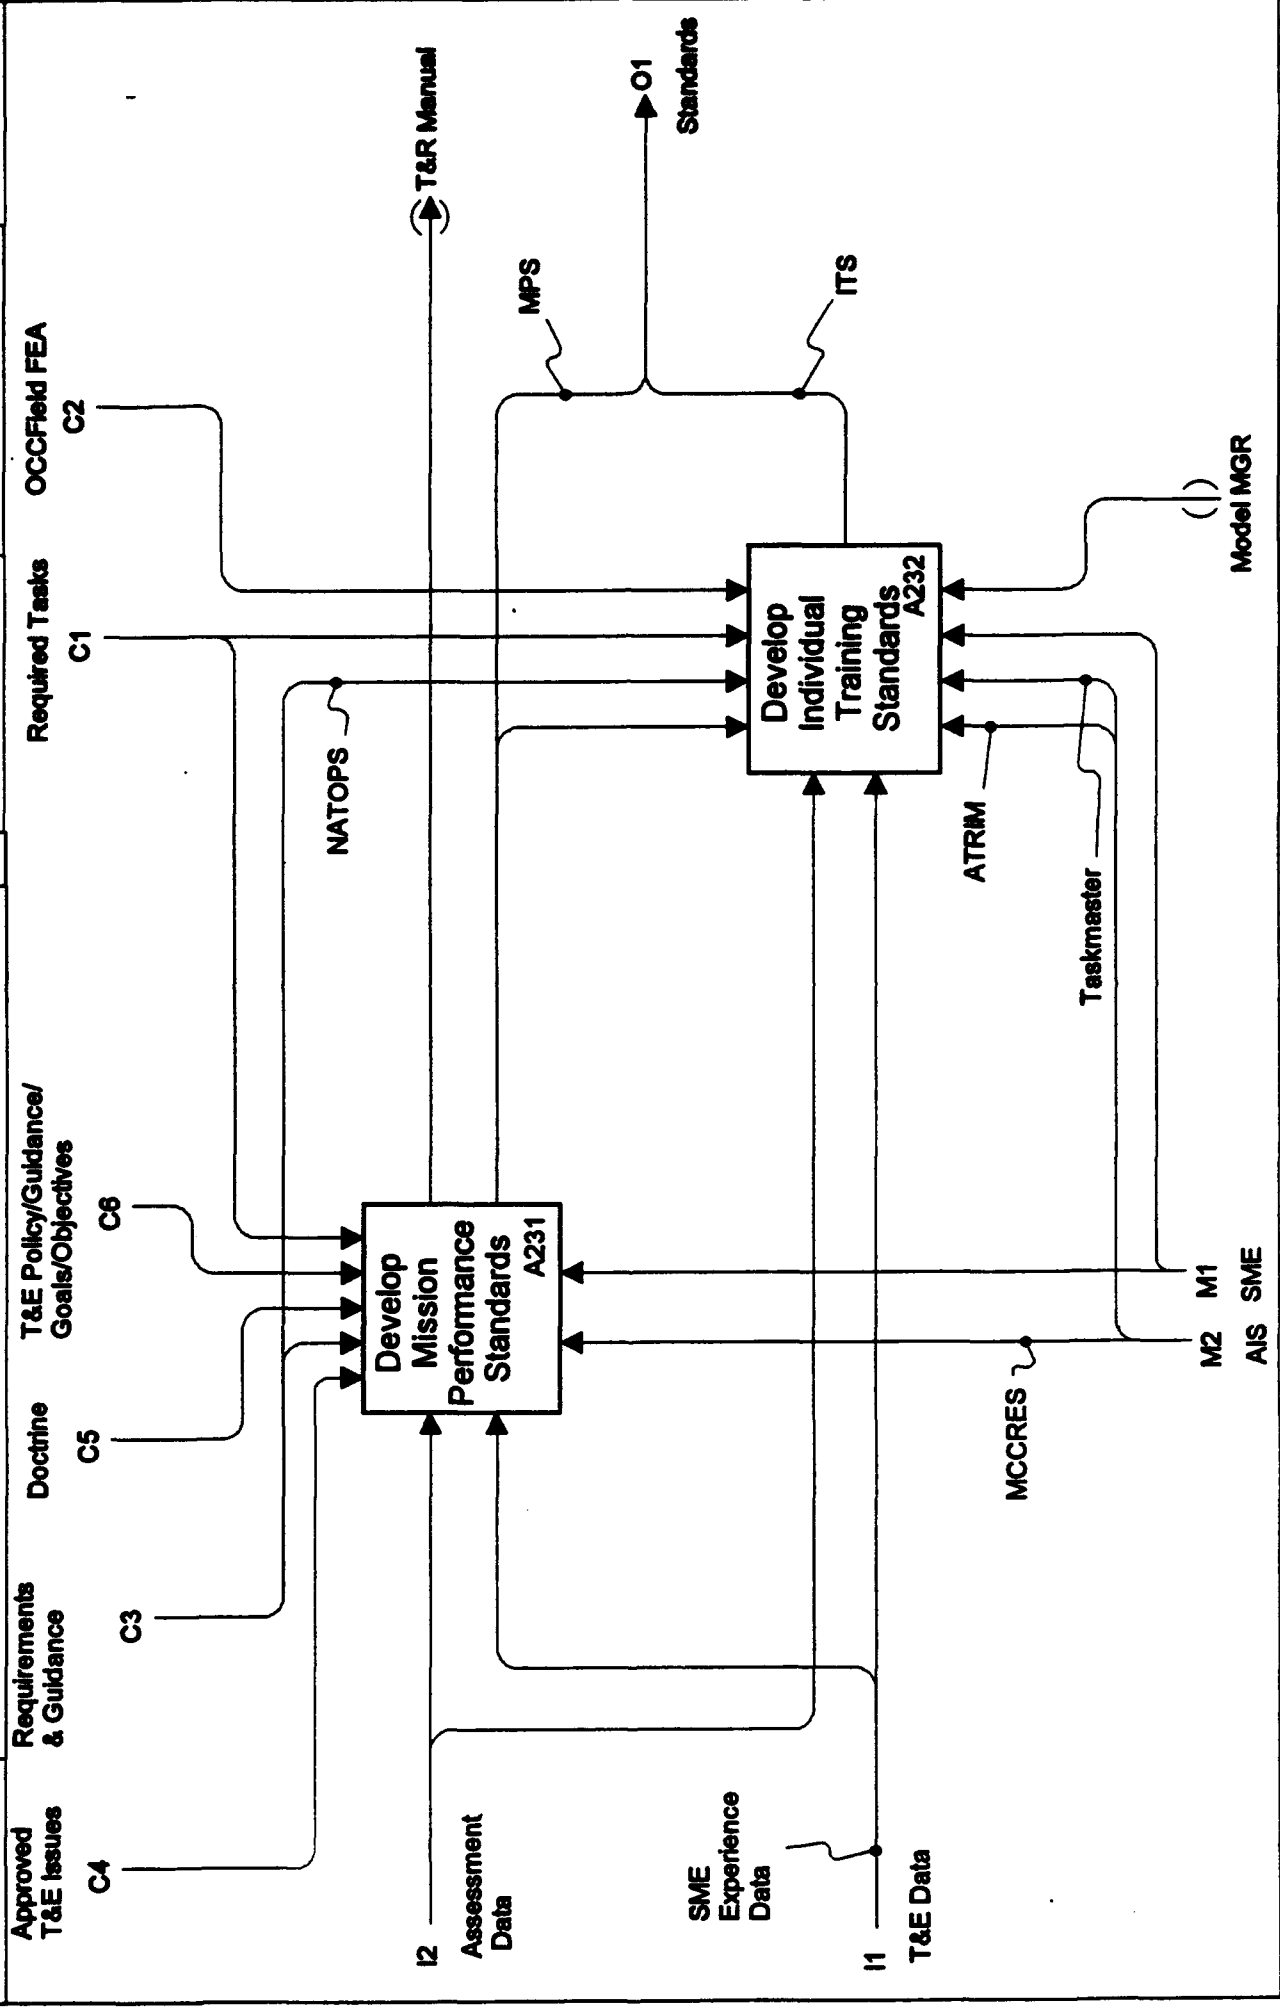 Approved
T&E Issues
C4
Requirements
& Guidance
C3
Doctrine
C5
T&E Policy/Guidance/
Goals/Objectives
C6
Required Tasks
C1
OCCField FEA
C2
NATOPS
T&R Manual
I2
Assessment
Data
Develop
Mission
Perfomance
Standards
A231
MPS
O1
Standards
ITS
SME
Experience
Data
I1
T&E Data
Develop
Individual
Training
Standards
A232
ATRIM
Taskmaster
MCCRES
M2
AIS
M1
SME
Model MGR